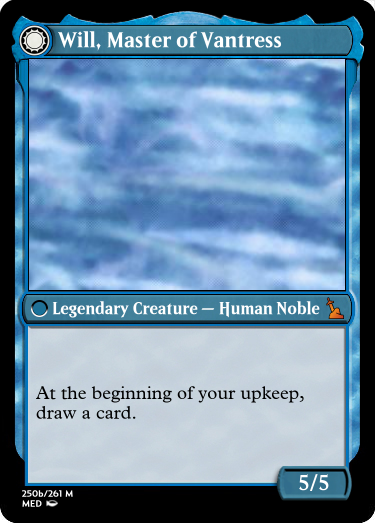 Will, Master of Vantress
Legendary Creature — Human Noble
At the beginning of your upkeep,
draw a card.
5/5
250b/261 M
MED